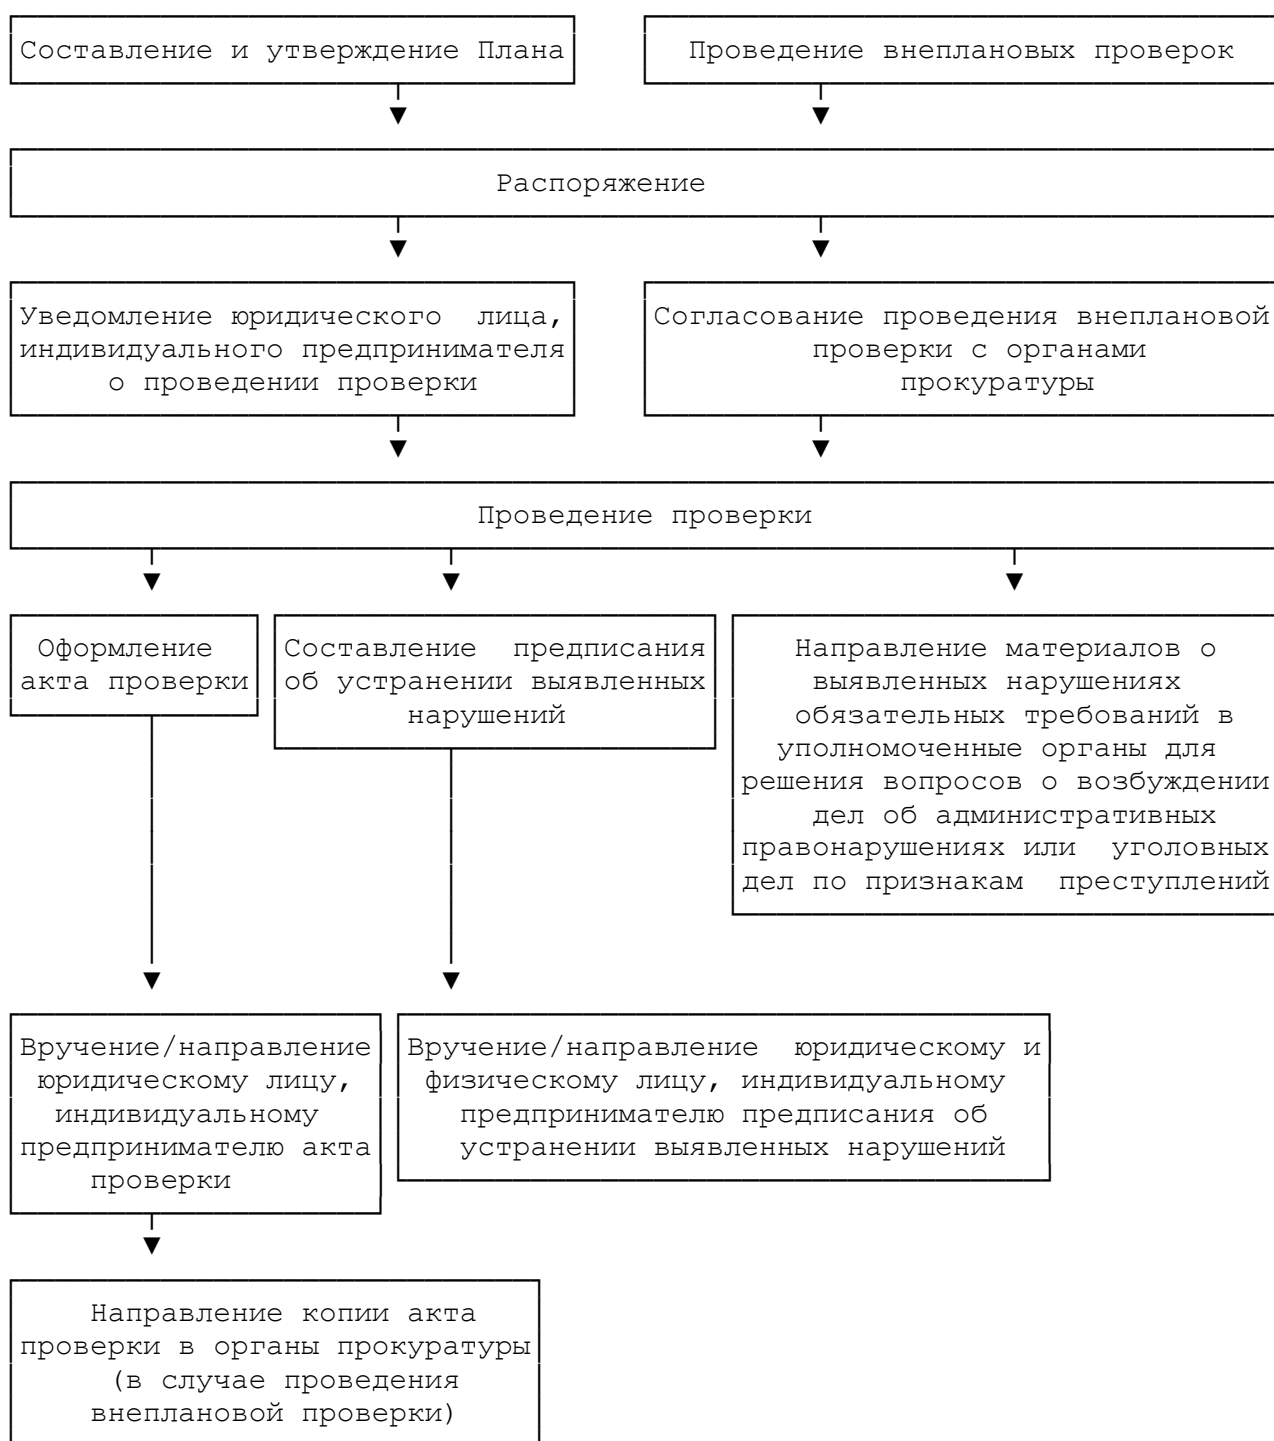 Составление и утверждение Плана
Проведение внеплановых проверок
Распоряжение
Уведомление юридического лица,
индивидуального предпринимателя
о проведении проверки
Согласование проведения внеплановой
проверки с органами
прокуратуры
Проведение проверки
Оформление
акта проверки
Составление предписания
об устранении выявленных
нарушений
Направление материалов о
выявленных нарушениях
обязательных требований в
уполномоченные органы для
решения вопросов о возбуждении
дел об административных
правонарушениях или уголовных
дел по признакам преступлений
Вручение/направление
юридическому лицу,
индивидуальному
предпринимателю акта
проверки
Вручение/направление юридическому и
физическому лицу, индивидуальному
предпринимателю предписания об
устранении выявленных нарушений
Направление копии акта
проверки в органы прокуратуры
(в случае проведения
внеплановой проверки)